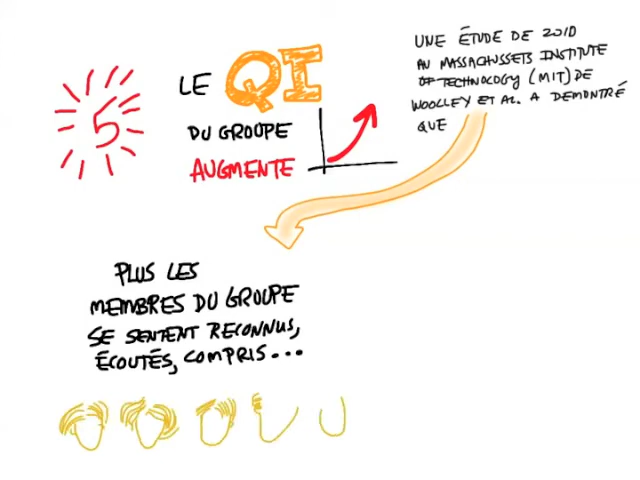 5
LE QI
DU GROUPE
AUGMENTE
UNE ÉTUDE DE 2010
AU MASSACHUSSETS INSTITUTE
OF TECHNOLOGY (MIT) DE
WOOLLEY ET AL. A DEMONTRÉ
QUE
PLUS LES
MEMBRES DU GROUPE
SE SENTENT RECONNUS,
ÉCOUTÉS, COMPRIS...